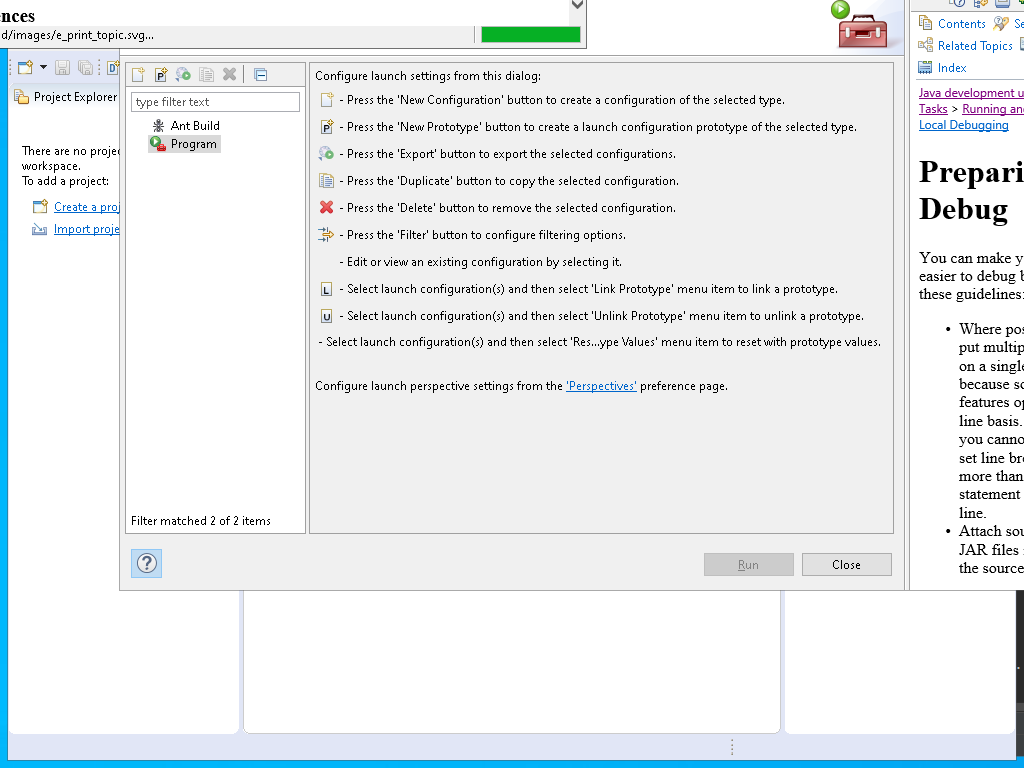 ences
d/images/e_print_topic.svg...
Project Explorer
There are no proje
workspace.
To add a project:
Create a proj
Import proje
type filter text
Ant Build
Program
Filter matched 2 of 2 items
Configure launch settings from this dialog:
- Press the 'New Configuration' button to create a configuration of the selected type.
- Press the 'New Prototype' button to create a launch configuration prototype of the selected type.
- Press the 'Export' button to export the selected configurations.
- Press the 'Duplicate' button to copy the selected configuration.
- Press the 'Delete' button to remove the selected configuration.
- Press the 'Filter' button to configure filtering options.
- Edit or view an existing configuration by selecting it.
- Select launch configuration(s) and then select 'Link Prototype' menu item to link a prototype.
- Select launch configuration(s) and then select 'Unlink Prototype' menu item to unlink a prototype.
- Select launch configuration(s) and then select 'Res...ype Values' menu item to reset with prototype values.
Configure launch perspective settings from the 'Perspectives' preference page.
Run
Close
Contents
Se
Related Topics
Index
Java development u
Tasks > Running an
Local Debugging
Prepari
Debug
You can make y
easier to debug b
these guidelines:
• Where pos
put multip
on a single
because so
features op
line basis.
you canno
set line bre
more than
statement
line.
• Attach sou
JAR files
the source